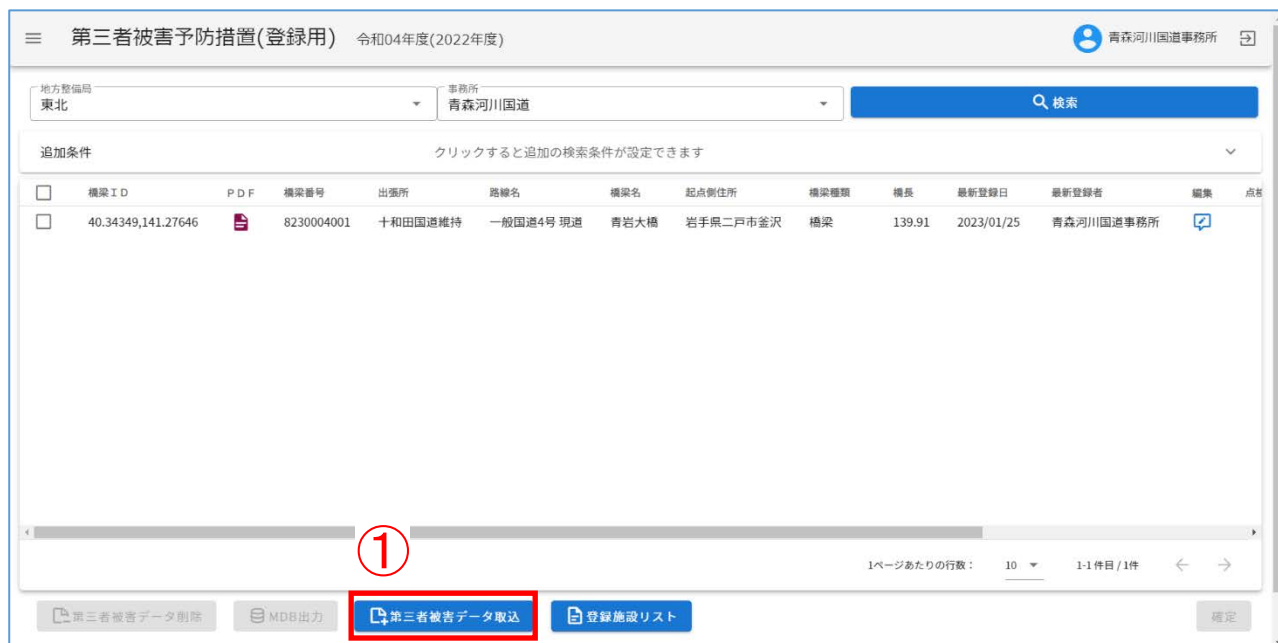 第三者被害予防措置(登録用) 令和04年度(2022年度) 青森河川国道事務所
地方整備局 事務所
東北 青森河川国道 検索
追加条件 クリックすると追加の検索条件が設定できます
橋梁ID PDF 橋梁番号 出張所 路線名 橋梁名 起点側住所 橋梁種類 橋長 最新登録日 最新登録者 編集 点検
40.34349,141.27646 8230004001 十和田国道維持 一般国道4号 現道 青岩大橋 岩手県二戸市釜沢 橋梁 139.91 2023/01/25 青森河川国道事務所
①
1ページあたりの行数： 10 1-1 件目 / 1件
第三者被害データ削除 MDB出力 第三者被害データ取込 登録施設リスト 確定